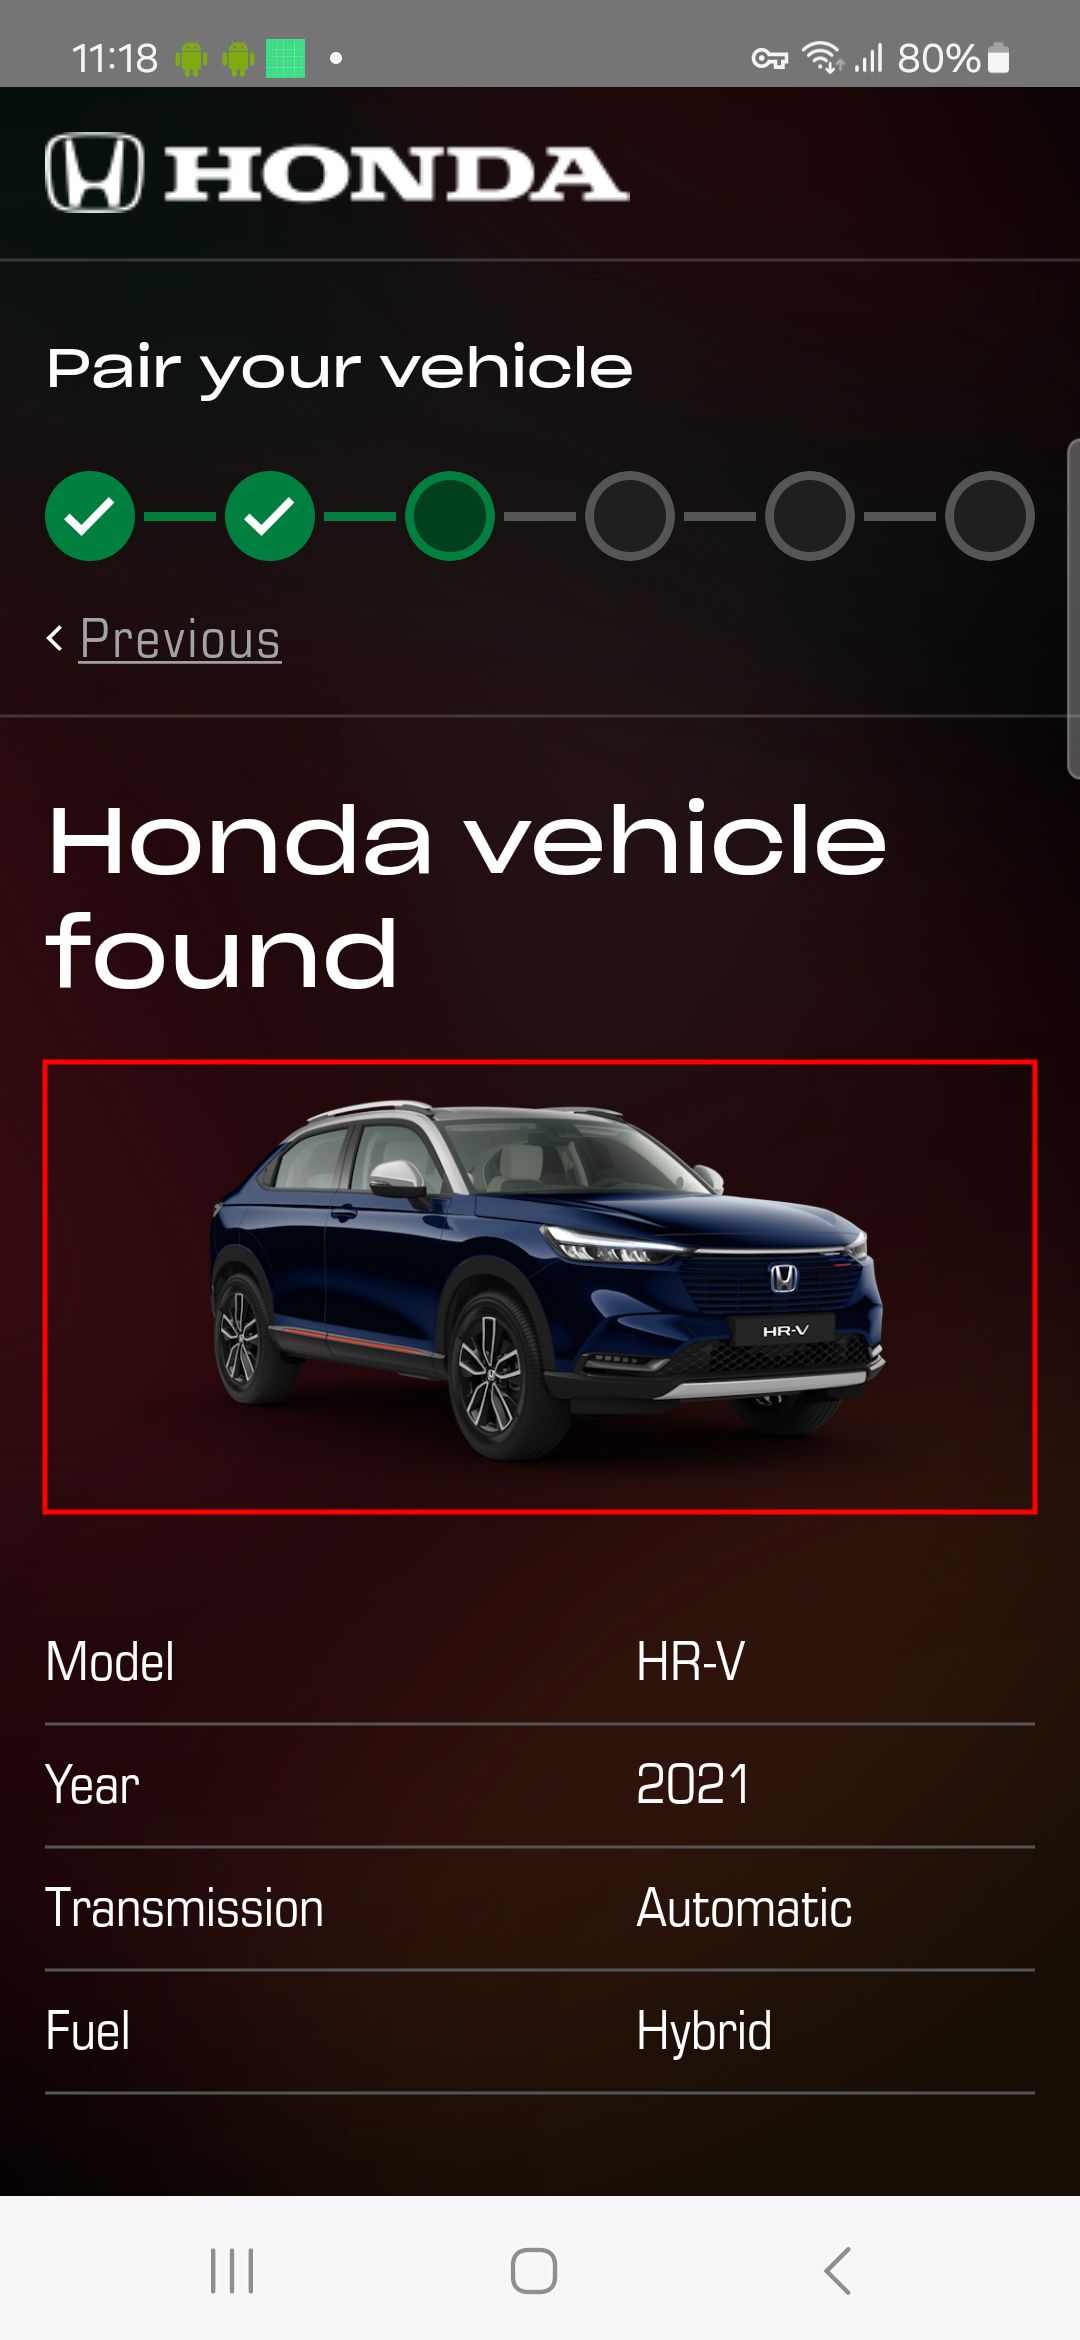 11:18
80%
HONDA
Pair your vehicle
Previous
Honda vehicle
found
HR-V
Model HR-V
Year 2021
Transmission Automatic
Fuel Hybrid